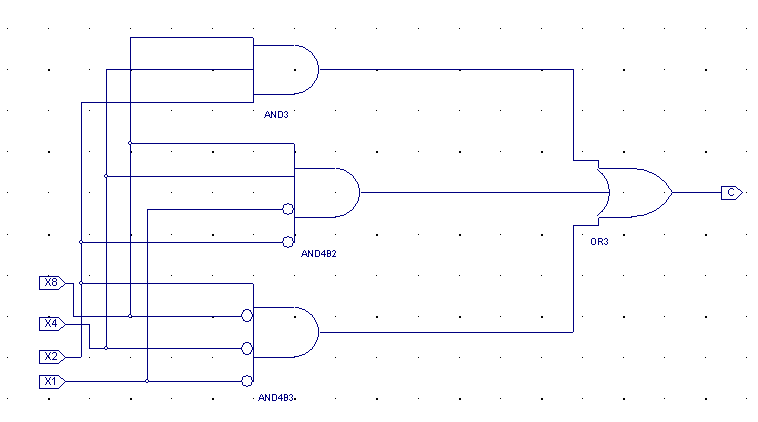 AND3
C
OR3
AND4B2
X8
X4
X2
X1
AND4B3